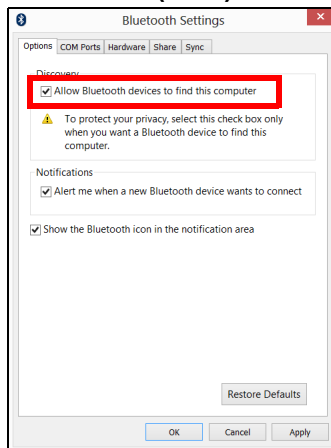 Bluetooth Settings
Options COM Ports Hardware Share Sync
Discovery
Allow Bluetooth devices to find this computer
To protect your privacy, select this check box only
when you want a Bluetooth device to find this
computer.
Notifications
Alert me when a new Bluetooth device wants to connect
Show the Bluetooth icon in the notification area
Restore Defaults
OK Cancel Apply